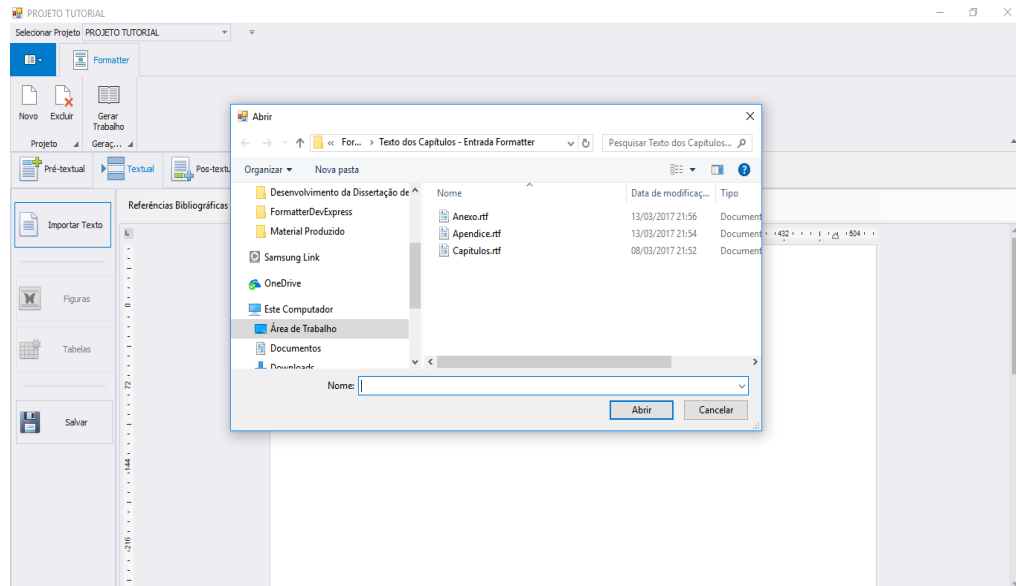 PROJETO TUTORIAL
Selecionar Projeto PROJETO TUTORIAL
Formatter
Novo Excluir Gerar Trabalho
Projeto Geraç...
Pré-textual Textual Pos-textu
Referências Bibliográficas
Importar Texto
Figuras
Tabelas
Salvar
0
72
144
216
432 504
Abrir
« For... › Texto dos Capítulos - Entrada Formatter
Pesquisar Texto dos Capítulos...
Organizar Nova pasta
Desenvolvimento da Dissertação de
FormatterDevExpress
Material Produzido
Samsung Link
OneDrive
Este Computador
Área de Trabalho
Documentos
Downloads
Nome Data de modificaç... Tipo
Anexo.rtf 13/03/2017 21:56 Document
Apendice.rtf 13/03/2017 21:54 Document
Capitulos.rtf 08/03/2017 21:52 Document
Nome:
Abrir Cancelar